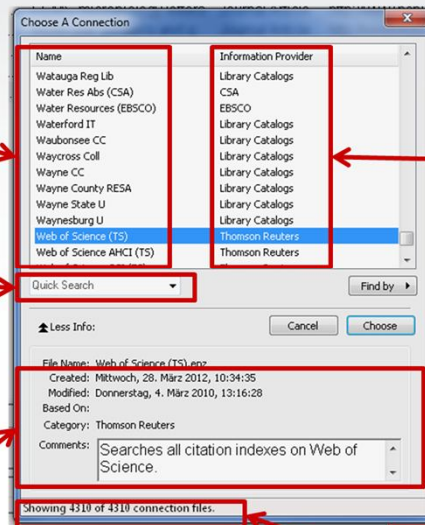 Choose A Connection
Name Information Provider
Watauga Reg Lib Library Catalogs
Water Res Abs (CSA) CSA
Water Resources (EBSCO) EBSCO
Waterford IT Library Catalogs
Waubonsee CC Library Catalogs
Waycross Coll Library Catalogs
Wayne CC Library Catalogs
Wayne County RESA Library Catalogs
Wayne State U Library Catalogs
Waynesburg U Library Catalogs
Web of Science (TS) Thomson Reuters
Web of Science AHCI (TS) Thomson Reuters
Quick Search Find by
Less Info: Cancel Choose
File Name: Web of Science (TS).enz
Created: Mittwoch, 28. März 2012, 10:34:35
Modified: Donnerstag, 4. März 2010, 13:16:28
Based On:
Category: Thomson Reuters
Comments: Searches all citation indexes on Web of
Science.
Showing 4310 of 4310 connection files.